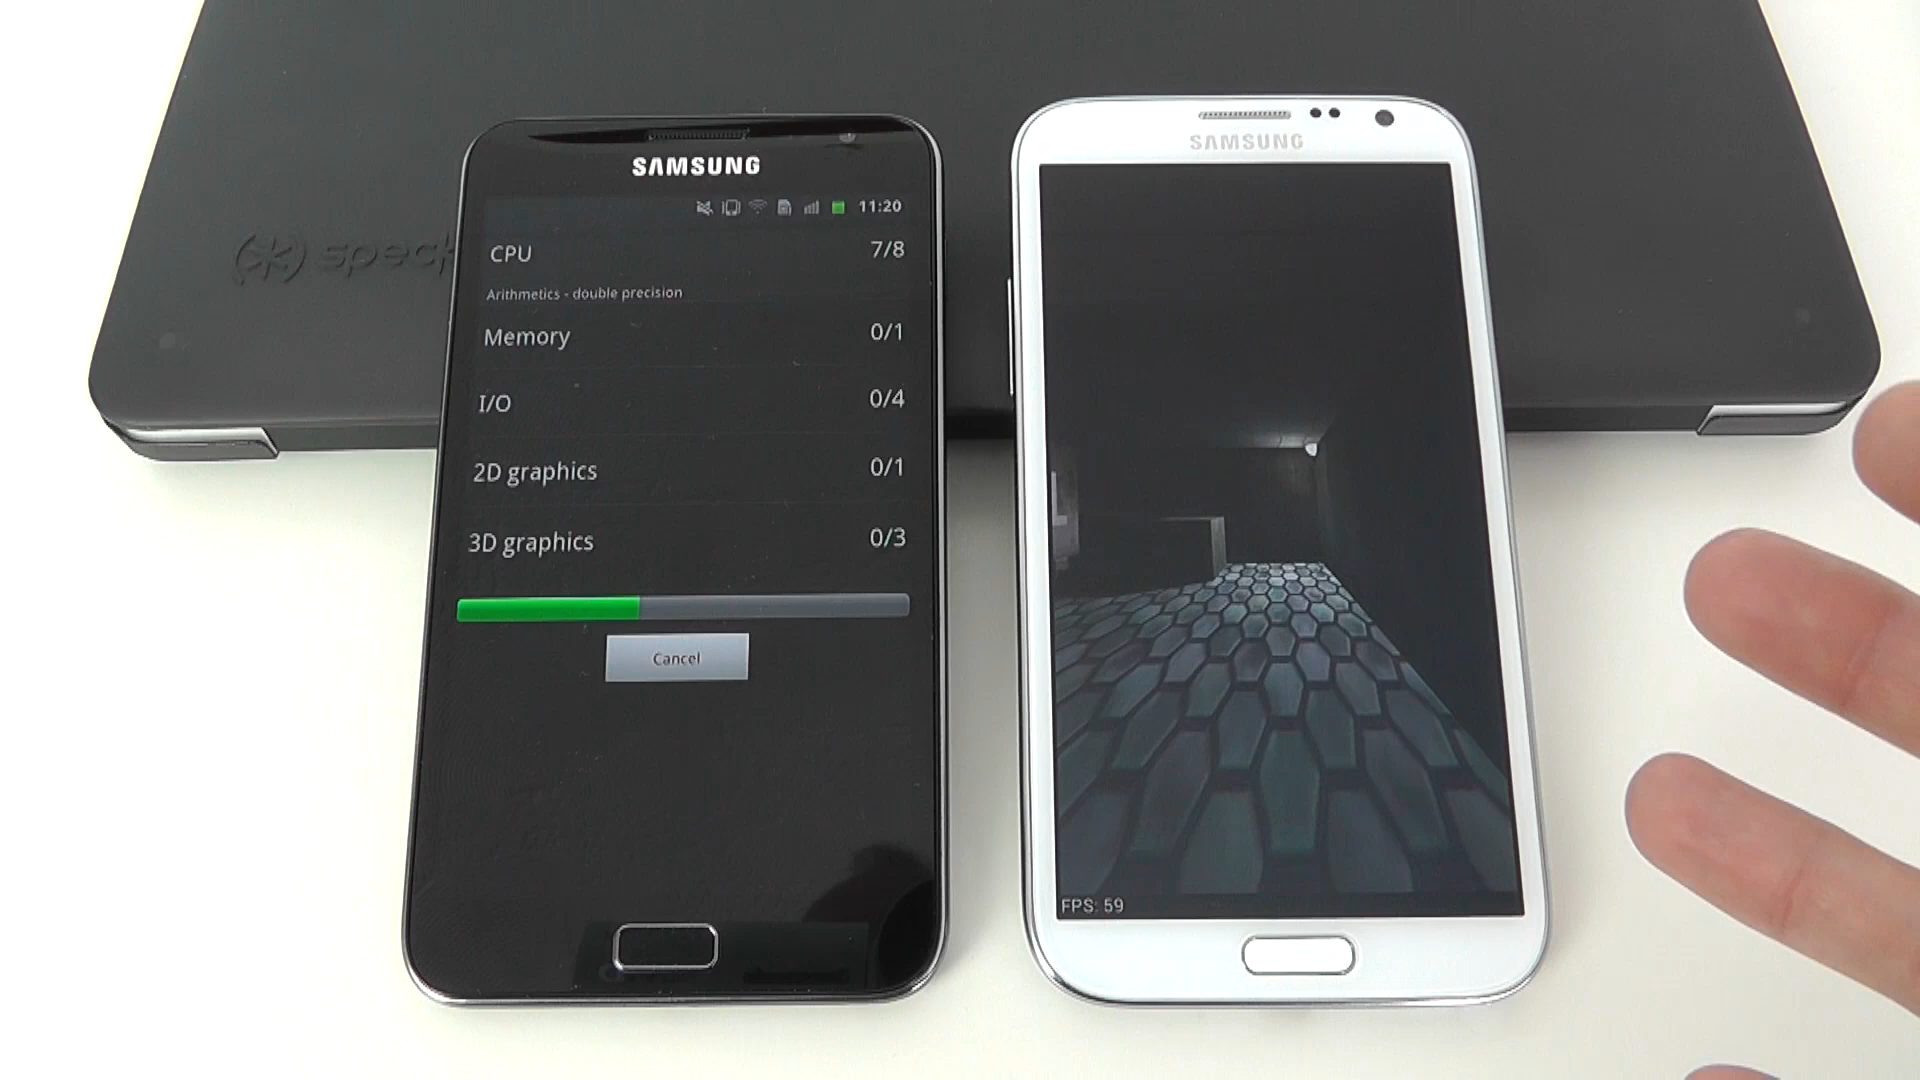 speck
SAMSUNG
11:20
CPU 7/8
Arithmetics - double precision
Memory 0/1
I/O 0/4
2D graphics 0/1
3D graphics 0/3
Cancel
SAMSUNG
FPS: 59